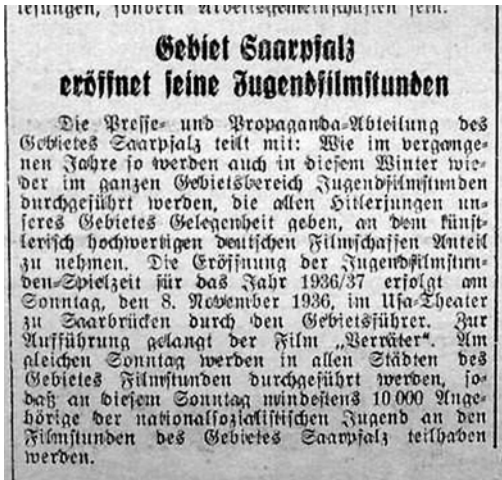 lesungen, sondern Arbeitsgemeinschaften sein.
Gebiet Saarpfalz
eröffnet seine Jugendfilmstunden
Die Presse- und Propaganda-Abteilung des
Gebietes Saarpfalz teilt mit: Wie im vergange-
nen Jahre so werden auch in diesem Winter wie-
der im ganzen Gebietsbereich Jugendfilmstunden
durchgeführt werden, die allen Hitlerjungen un-
seres Gebietes Gelegenheit geben, an dem künst-
lerisch hochwertigen deutschen Filmschaffen Anteil
zu nehmen. Die Eröffnung der Jugendfilmstun-
den-Spielzeit für das Jahr 1936/37 erfolgt am
Sonntag, den 8. November 1936, im Ufa-Theater
zu Saarbrücken durch den Gebietsführer. Zur
Aufführung gelangt der Film „Verräter“. Am
gleichen Sonntag werden in allen Städten des
Gebietes Filmstunden durchgeführt werden, so-
daß an diesem Sonntag mindestens 10 000 Ange-
hörige der nationalsozialistischen Jugend an den
Filmstunden des Gebietes Saarpfalz teilhaben
werden.